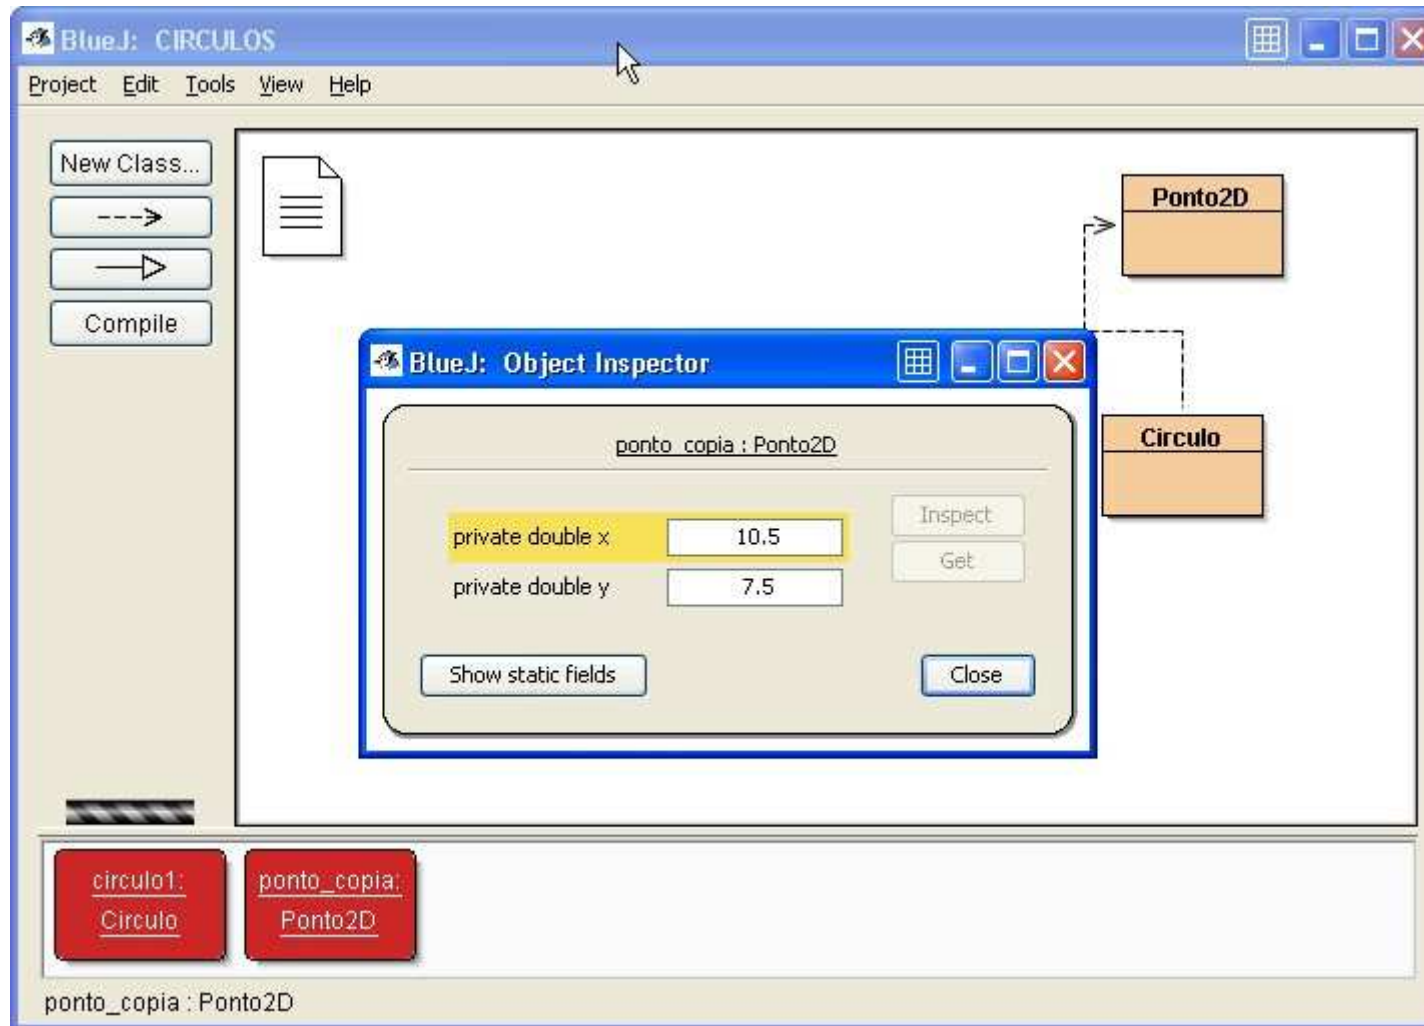 BlueJ: CIRCULOS
Project Edit Tools View Help
New Class...
Compile
Ponto2D
Circulo
BlueJ: Object Inspector
ponto_copia : Ponto2D
private double x 10.5
private double y 7.5
Inspect
Get
Show static fields
Close
circulo1:
Circulo
ponto_copia:
Ponto2D
ponto_copia : Ponto2D